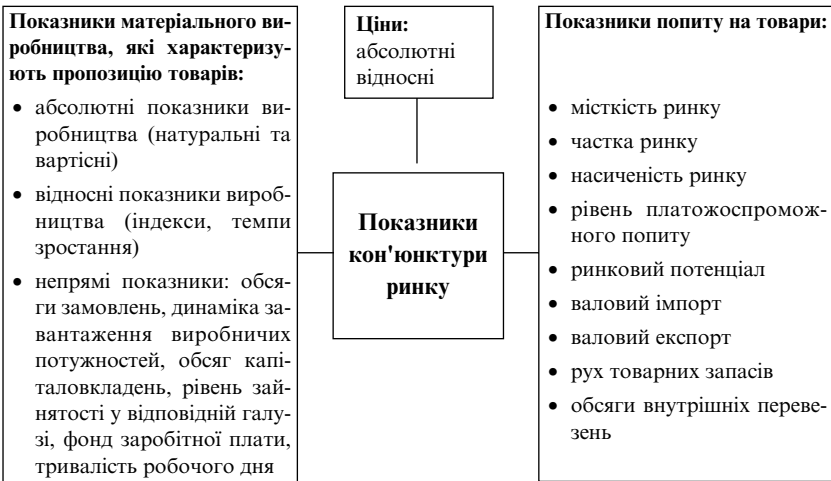 Показники матеріального ви-
робництва, які характеризу-
ють пропозицію товарів:
• абсолютні показники ви-
робництва (натуральні та
вартісні)
• відносні показники вироб-
ництва (індекси, темпи
зростання)
• непрямі показники: обся-
ги замовлень, динаміка за-
вантаження виробничих
потужностей, обсяг капі-
таловкладень, рівень зай-
нятості у відповідній галу-
зі, фонд заробітної плати,
тривалість робочого дня
Ціни:
абсолютні
відносні
Показники
кон'юнктури
ринку
Показники попиту на товари:
• місткість ринку
• частка ринку
• насиченість ринку
• рівень платожоспромож-
ного попиту
• ринковий потенціал
• валовий імпорт
• валовий експорт
• рух товарних запасів
• обсяги внутрішніх переве-
зень